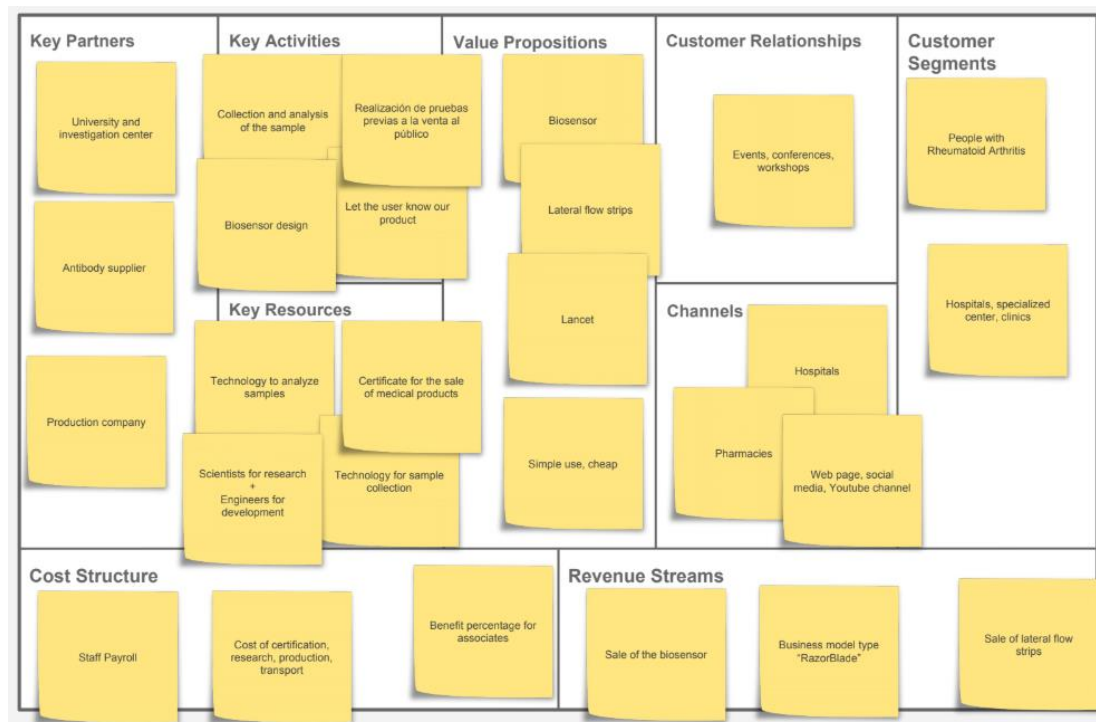 Key Partners
University and
investigation center
Antibody supplier
Production company
Key Activities
Collection and analysis
of the sample
Realización de pruebas
previas a la venta al
público
Biosensor design
Let the user know our
product
Key Resources
Technology to analyze
samples
Certificate for the sale
of medical products
Scientists for research
+
Engineers for
development
Technology for sample
collection
Value Propositions
Biosensor
Lateral flow strips
Lancet
Simple use, cheap
Customer Relationships
Events, conferences,
workshops
Channels
Hospitals
Pharmacies
Web page, social
media, Youtube channel
Customer
Segments
People with
Rheumatoid Arthritis
Hospitals, specialized
center, clinics
Cost Structure
Staff Payroll
Cost of certification,
research, production,
transport
Benefit percentage for
associates
Revenue Streams
Sale of the biosensor
Business model type
“RazorBlade”
Sale of lateral flow
strips